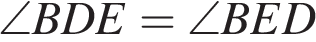 ∠BDE = ∠BED